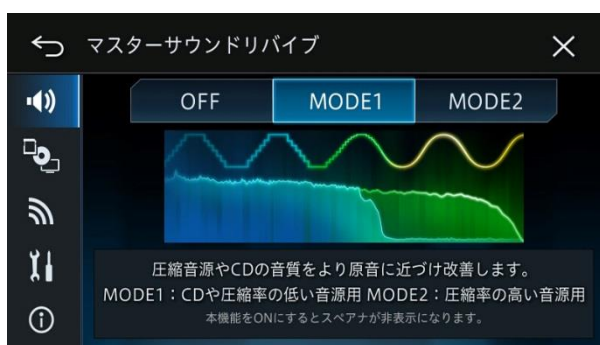 マスターサウンドリバイブ
OFF MODE1 MODE2
圧縮音源やCDの音質をより原音に近づけ改善します。
MODE1：CDや圧縮率の低い音源用 MODE2：圧縮率の高い音源用
本機能をONにするとスペアナが非表示になります。